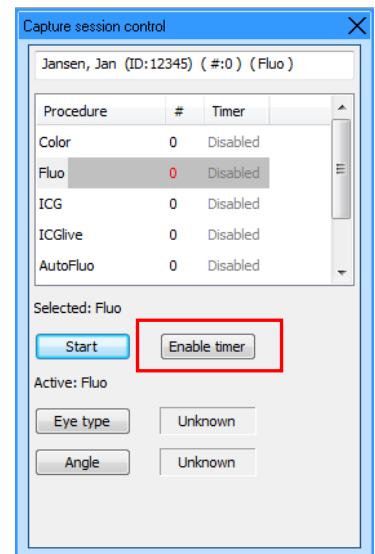 Capture session control
Jansen, Jan (ID:12345) ( #:0 ) ( Fluo )
Procedure # Timer
Color 0 Disabled
Fluo 0 Disabled
ICG 0 Disabled
ICGlive 0 Disabled
AutoFluo 0 Disabled
Selected: Fluo
Start Enable timer
Active: Fluo
Eye type Unknown
Angle Unknown